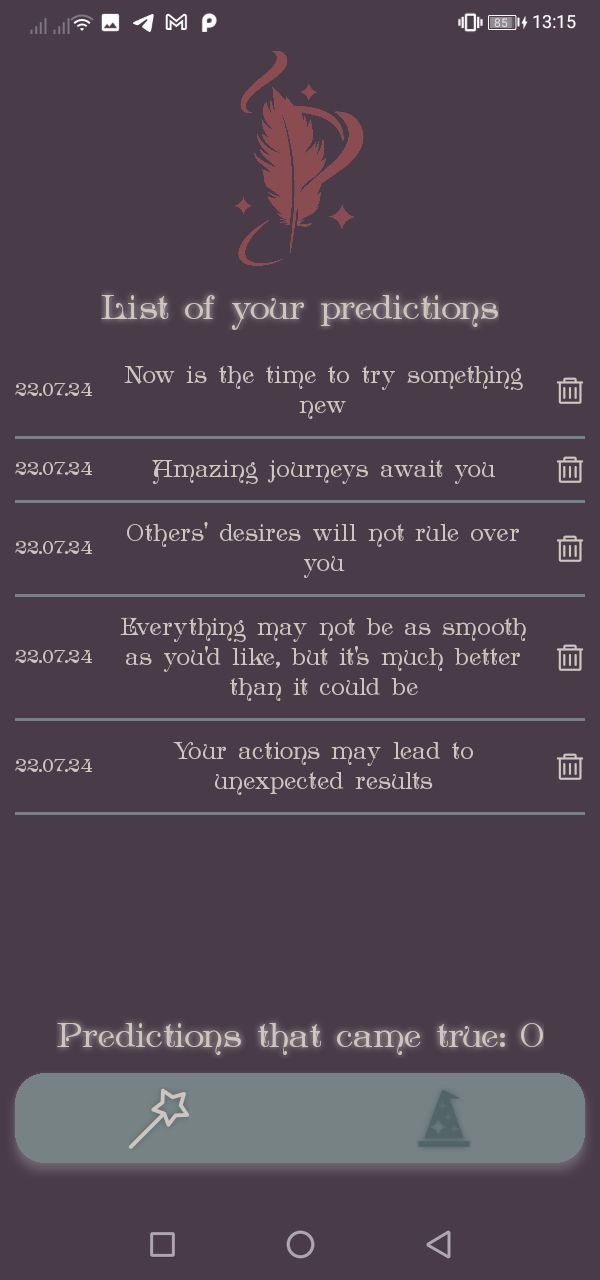 85 13:15
List of your predictions
Now is the time to try something
22.07.24
new
22.07.24 Amazing journeys await you
Others' desires will not rule over
22.07.24
you
Everything may not be as smooth
22.07.24 as you'd like, but it's much better
than it could be
Your actions may lead to
22.07.24
unexpected results
Predictions that came true: 0